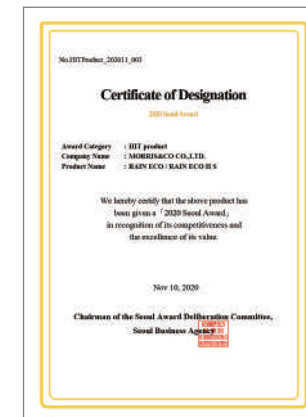 No.HITProduct_202011_003
Certificate of Designation
2020 Seoul Award
Award Category : HIT product
Company Name : MORRIS&CO CO.,LTD.
Product Name : RAIN ECO / RAIN ECO II S
We hereby certify that the above product has
been given a 「2020 Seoul Award」
in recognition of its competitiveness and
the excellence of its value.
Nov 10, 2020
Chairman of the Seoul Award Deliberation Committee,
Seoul Business Agency